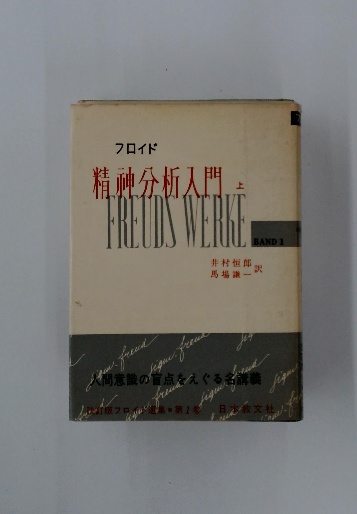 フロイド
精神分析入門 上
FREUDS WERKE
BAND 1
井村恒郎
馬場謙一 訳
sigm. freud
人間意識の盲点をえぐる名講義
改訂版フロイド選集・第1巻 日本教文社